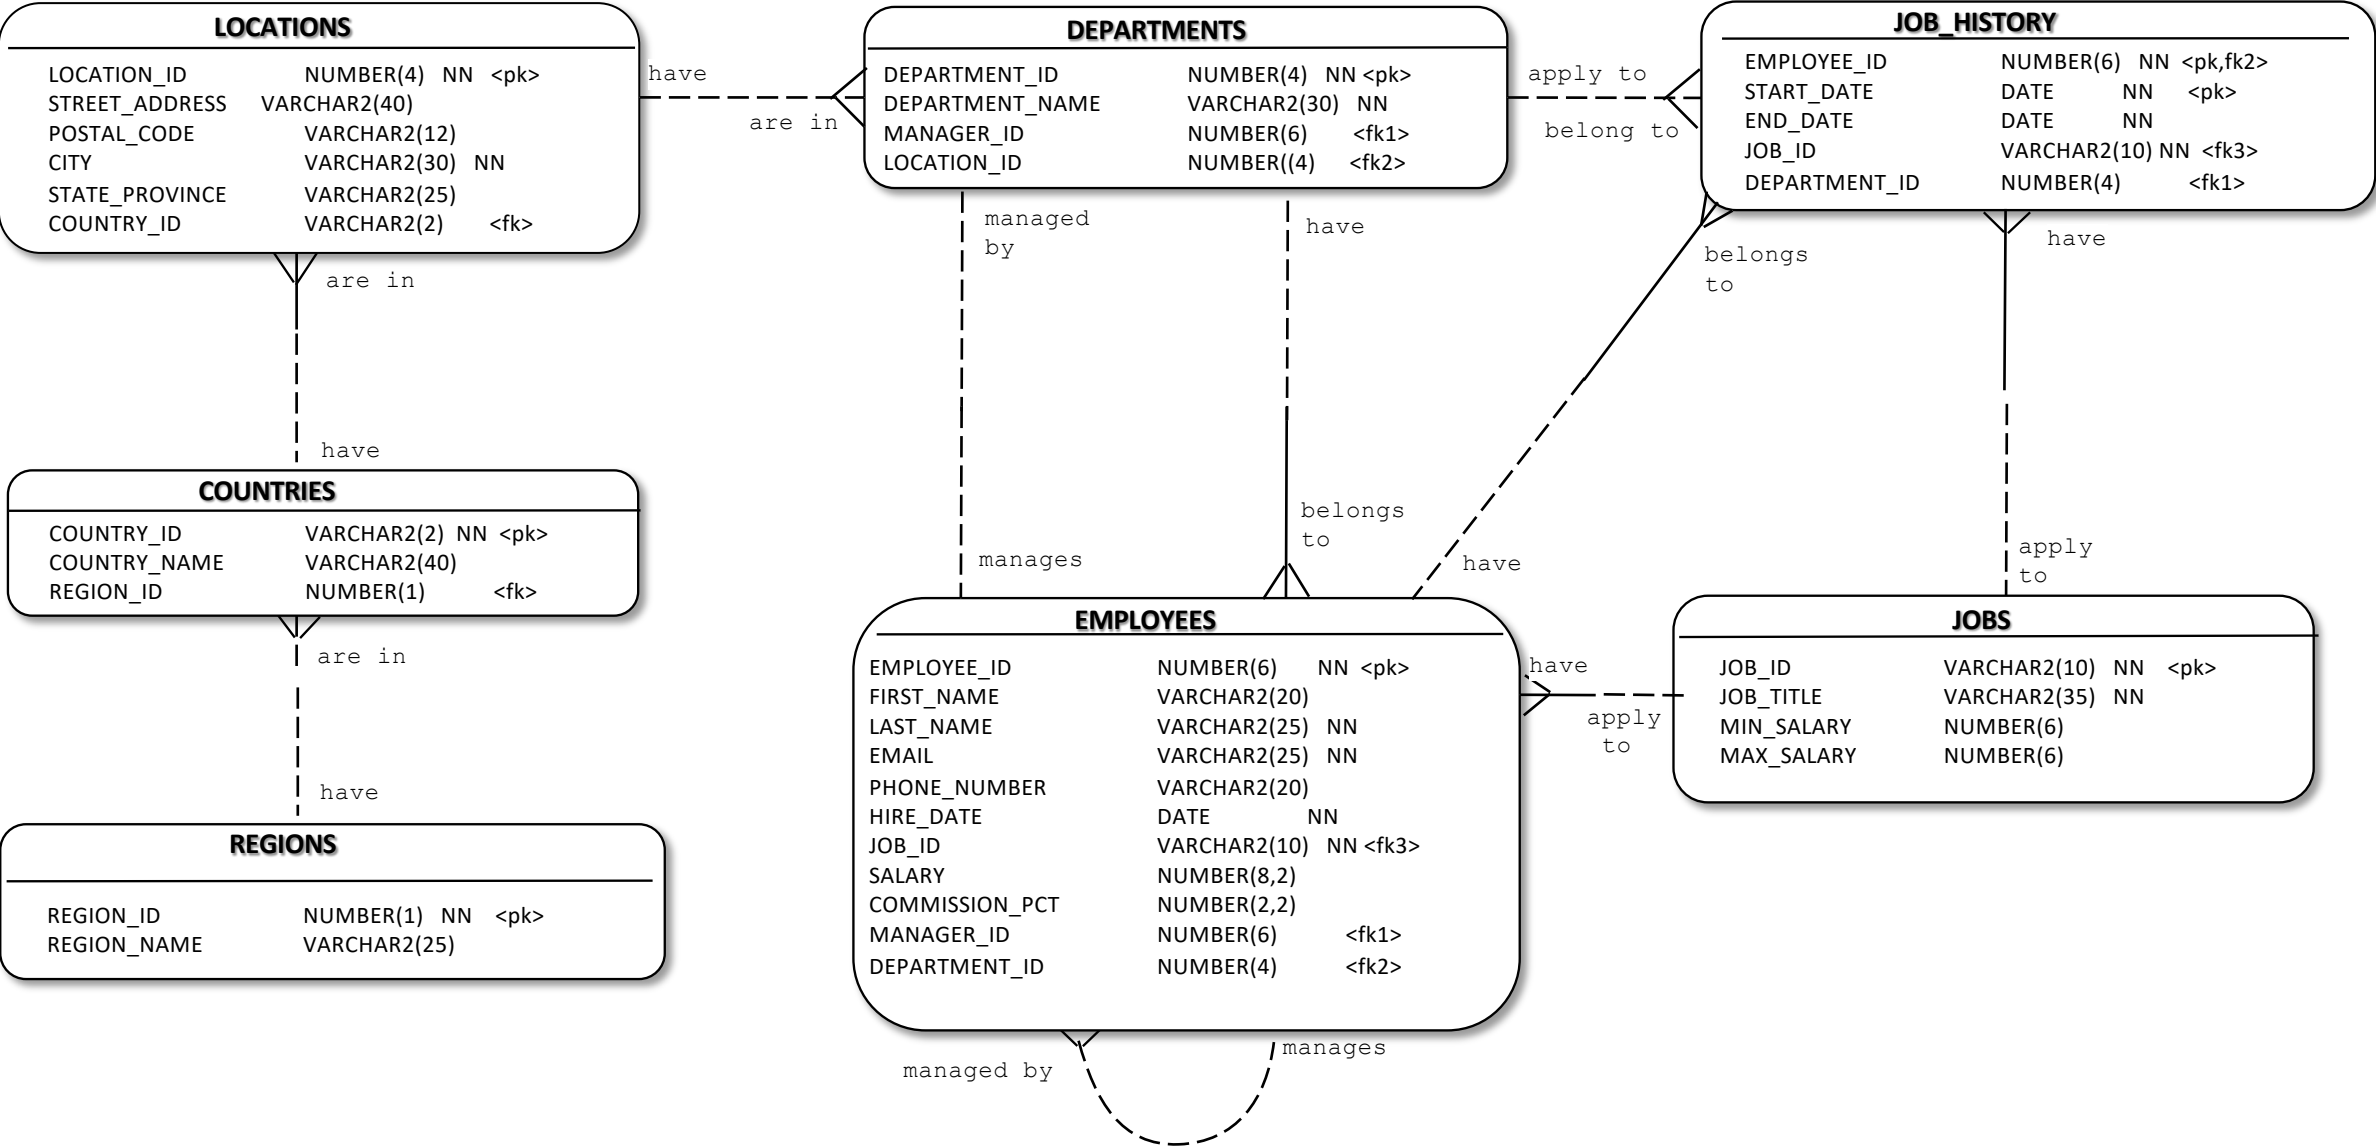 LOCATIONS
LOCATION_ID NUMBER(4) NN <pk>
STREET_ADDRESS VARCHAR2(40)
POSTAL_CODE VARCHAR2(12)
CITY VARCHAR2(30) NN
STATE_PROVINCE VARCHAR2(25)
COUNTRY_ID VARCHAR2(2) <fk>
have
are in
DEPARTMENTS
DEPARTMENT_ID NUMBER(4) NN <pk>
DEPARTMENT_NAME VARCHAR2(30) NN
MANAGER_ID NUMBER(6) <fk1>
LOCATION_ID NUMBER((4) <fk2>
apply to
belong to
JOB_HISTORY
EMPLOYEE_ID NUMBER(6) NN <pk,fk2>
START_DATE DATE NN <pk>
END_DATE DATE NN
JOB_ID VARCHAR2(10) NN <fk3>
DEPARTMENT_ID NUMBER(4) <fk1>
are in
have
managed
by
manages
have
belongs
to
belongs
to
have
have
apply
to
COUNTRIES
COUNTRY_ID VARCHAR2(2) NN <pk>
COUNTRY_NAME VARCHAR2(40)
REGION_ID NUMBER(1) <fk>
are in
have
REGIONS
REGION_ID NUMBER(1) NN <pk>
REGION_NAME VARCHAR2(25)
EMPLOYEES
EMPLOYEE_ID NUMBER(6) NN <pk>
FIRST_NAME VARCHAR2(20)
LAST_NAME VARCHAR2(25) NN
EMAIL VARCHAR2(25) NN
PHONE_NUMBER VARCHAR2(20)
HIRE_DATE DATE NN
JOB_ID VARCHAR2(10) NN <fk3>
SALARY NUMBER(8,2)
COMMISSION_PCT NUMBER(2,2)
MANAGER_ID NUMBER(6) <fk1>
DEPARTMENT_ID NUMBER(4) <fk2>
have
apply
to
JOBS
JOB_ID VARCHAR2(10) NN <pk>
JOB_TITLE VARCHAR2(35) NN
MIN_SALARY NUMBER(6)
MAX_SALARY NUMBER(6)
managed by
manages